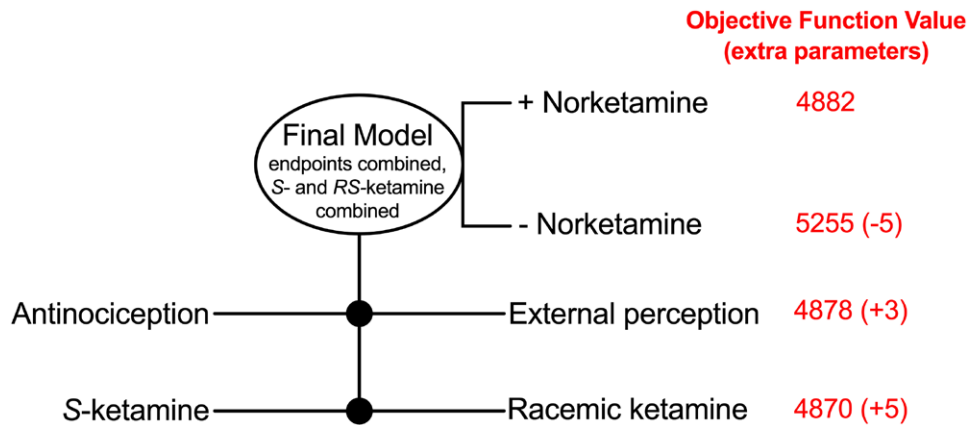 Objective Function Value
(extra parameters)
+ Norketamine 4882
Final Model
endpoints combined,
S- and RS-ketamine
combined
- Norketamine 5255 (-5)
Antinociception External perception 4878 (+3)
S-ketamine Racemic ketamine 4870 (+5)